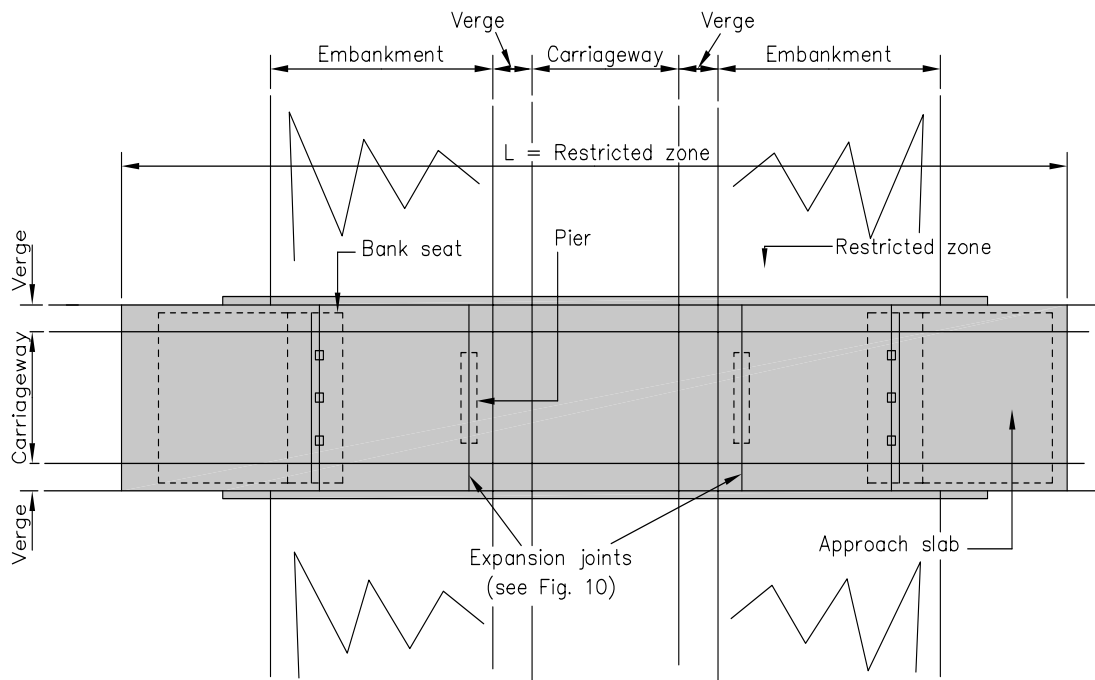 Verge
Verge
Embankment
Carriageway
Embankment
L = Restricted zone
Verge
Bank seat
Pier
Restricted zone
Carriageway
Verge
Expansion joints
(see Fig. 10)
Approach slab